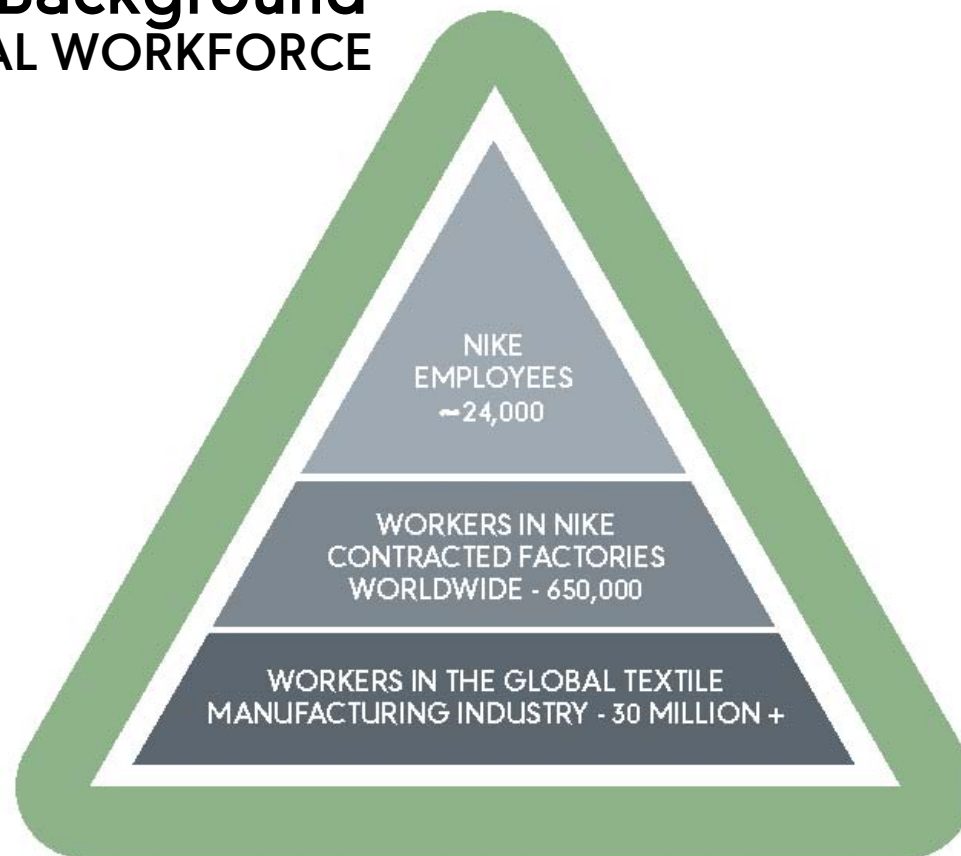 Background
AL WORKFORCE
NIKE
EMPLOYEES
~24,000
WORKERS IN NIKE
CONTRACTED FACTORIES
WORLDWIDE - 650,000
WORKERS IN THE GLOBAL TEXTILE
MANUFACTURING INDUSTRY - 30 MILLION +